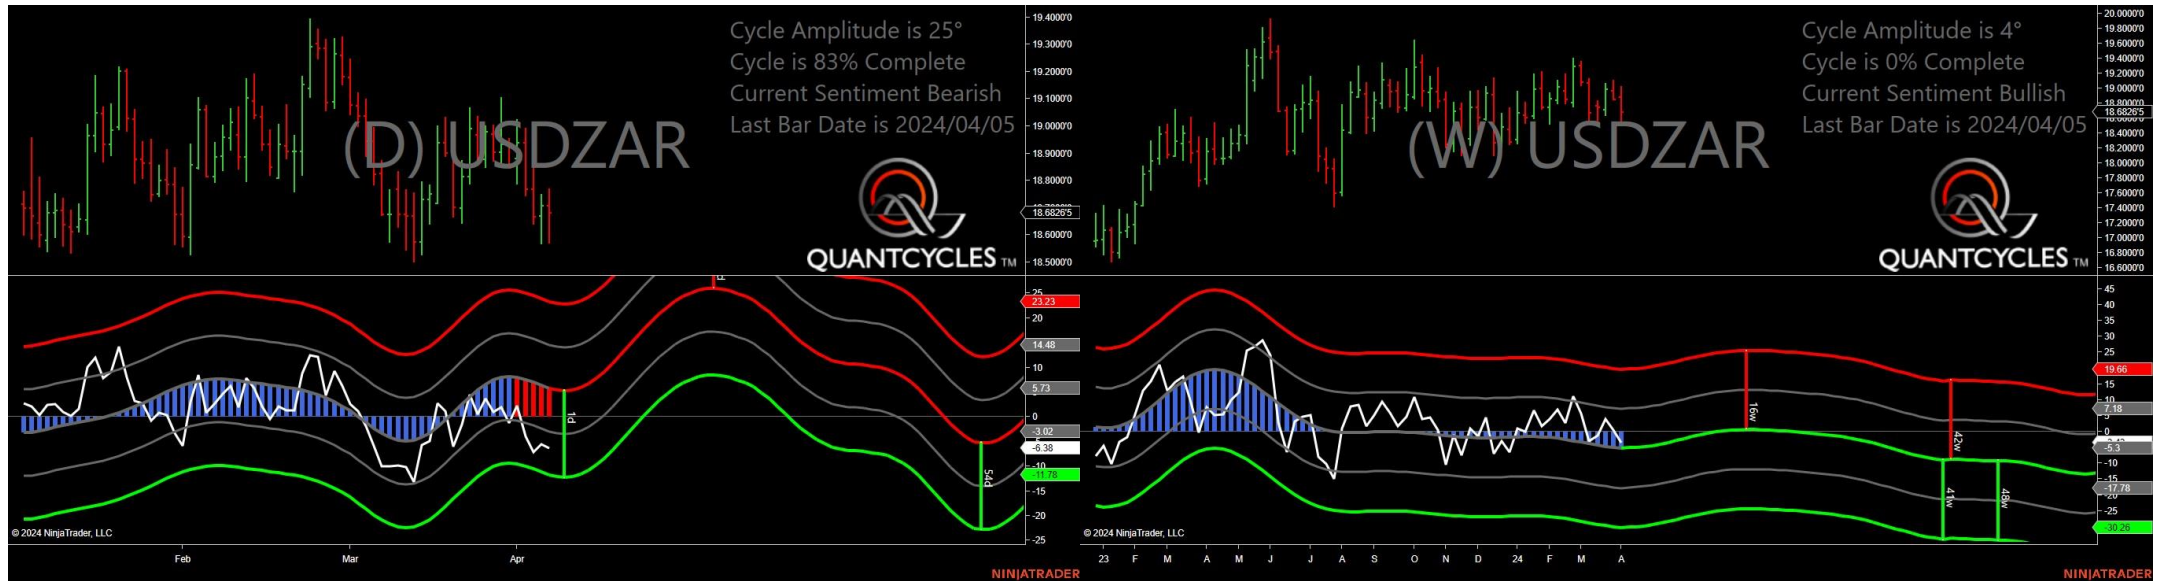 Cycle Amplitude is 25°
Cycle is 83% Complete
Current Sentiment Bearish
Last Bar Date is 2024/04/05
(D) USDZAR
QUANTCYCLES TM
19.4000'0
19.3000'0
19.2000'0
19.1000'0
19.0000'0
18.9000'0
18.8000'0
18.6826'5
18.6000'0
18.5000'0
25
23.23
20
14.48
10
5.73
0
-3.02
-6.38
-10
-11.78
-15
-20
-25
1d
54d
© 2024 NinjaTrader, LLC
Feb Mar Apr
NINJATRADER
Cycle Amplitude is 4°
Cycle is 0% Complete
Current Sentiment Bullish
Last Bar Date is 2024/04/05
(W) USDZAR
QUANTCYCLES TM
20.0000'0
19.8000'0
19.6000'0
19.4000'0
19.2000'0
19.0000'0
18.8000'0
18.6826'5
18.4000'0
18.2000'0
18.0000'0
17.8000'0
17.6000'0
17.4000'0
17.2000'0
17.0000'0
16.8000'0
16.6000'0
45
40
35
30
25
19.66
15
10
7.18
5
0
-5.3
-10
-17.78
-20
-25
-30.26
16w
42w
41w
48w
© 2024 NinjaTrader, LLC
23 F M A M J J A S O N D 24 F M A
NINJATRADER